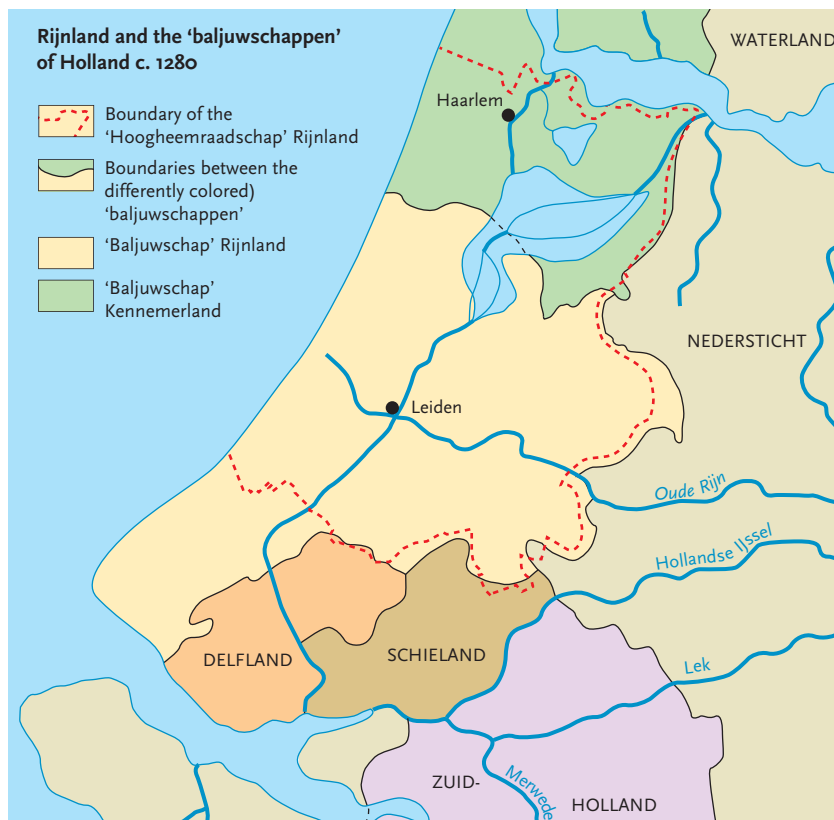 Rijnland and the ‘baljuwschappen’
of Holland c. 1280
Boundary of the
‘Hoogheemraadschap’ Rijnland
Boundaries between the
differently colored)
‘baljuwschappen’
‘Baljuwschap’ Rijnland
‘Baljuwschap’
Kennemerland
WATERLAND
Haarlem
NEDERSTICHT
Leiden
Oude Rijn
Hollandse IJssel
DELFLAND
SCHIELAND
Lek
ZUID-
Merwede
HOLLAND